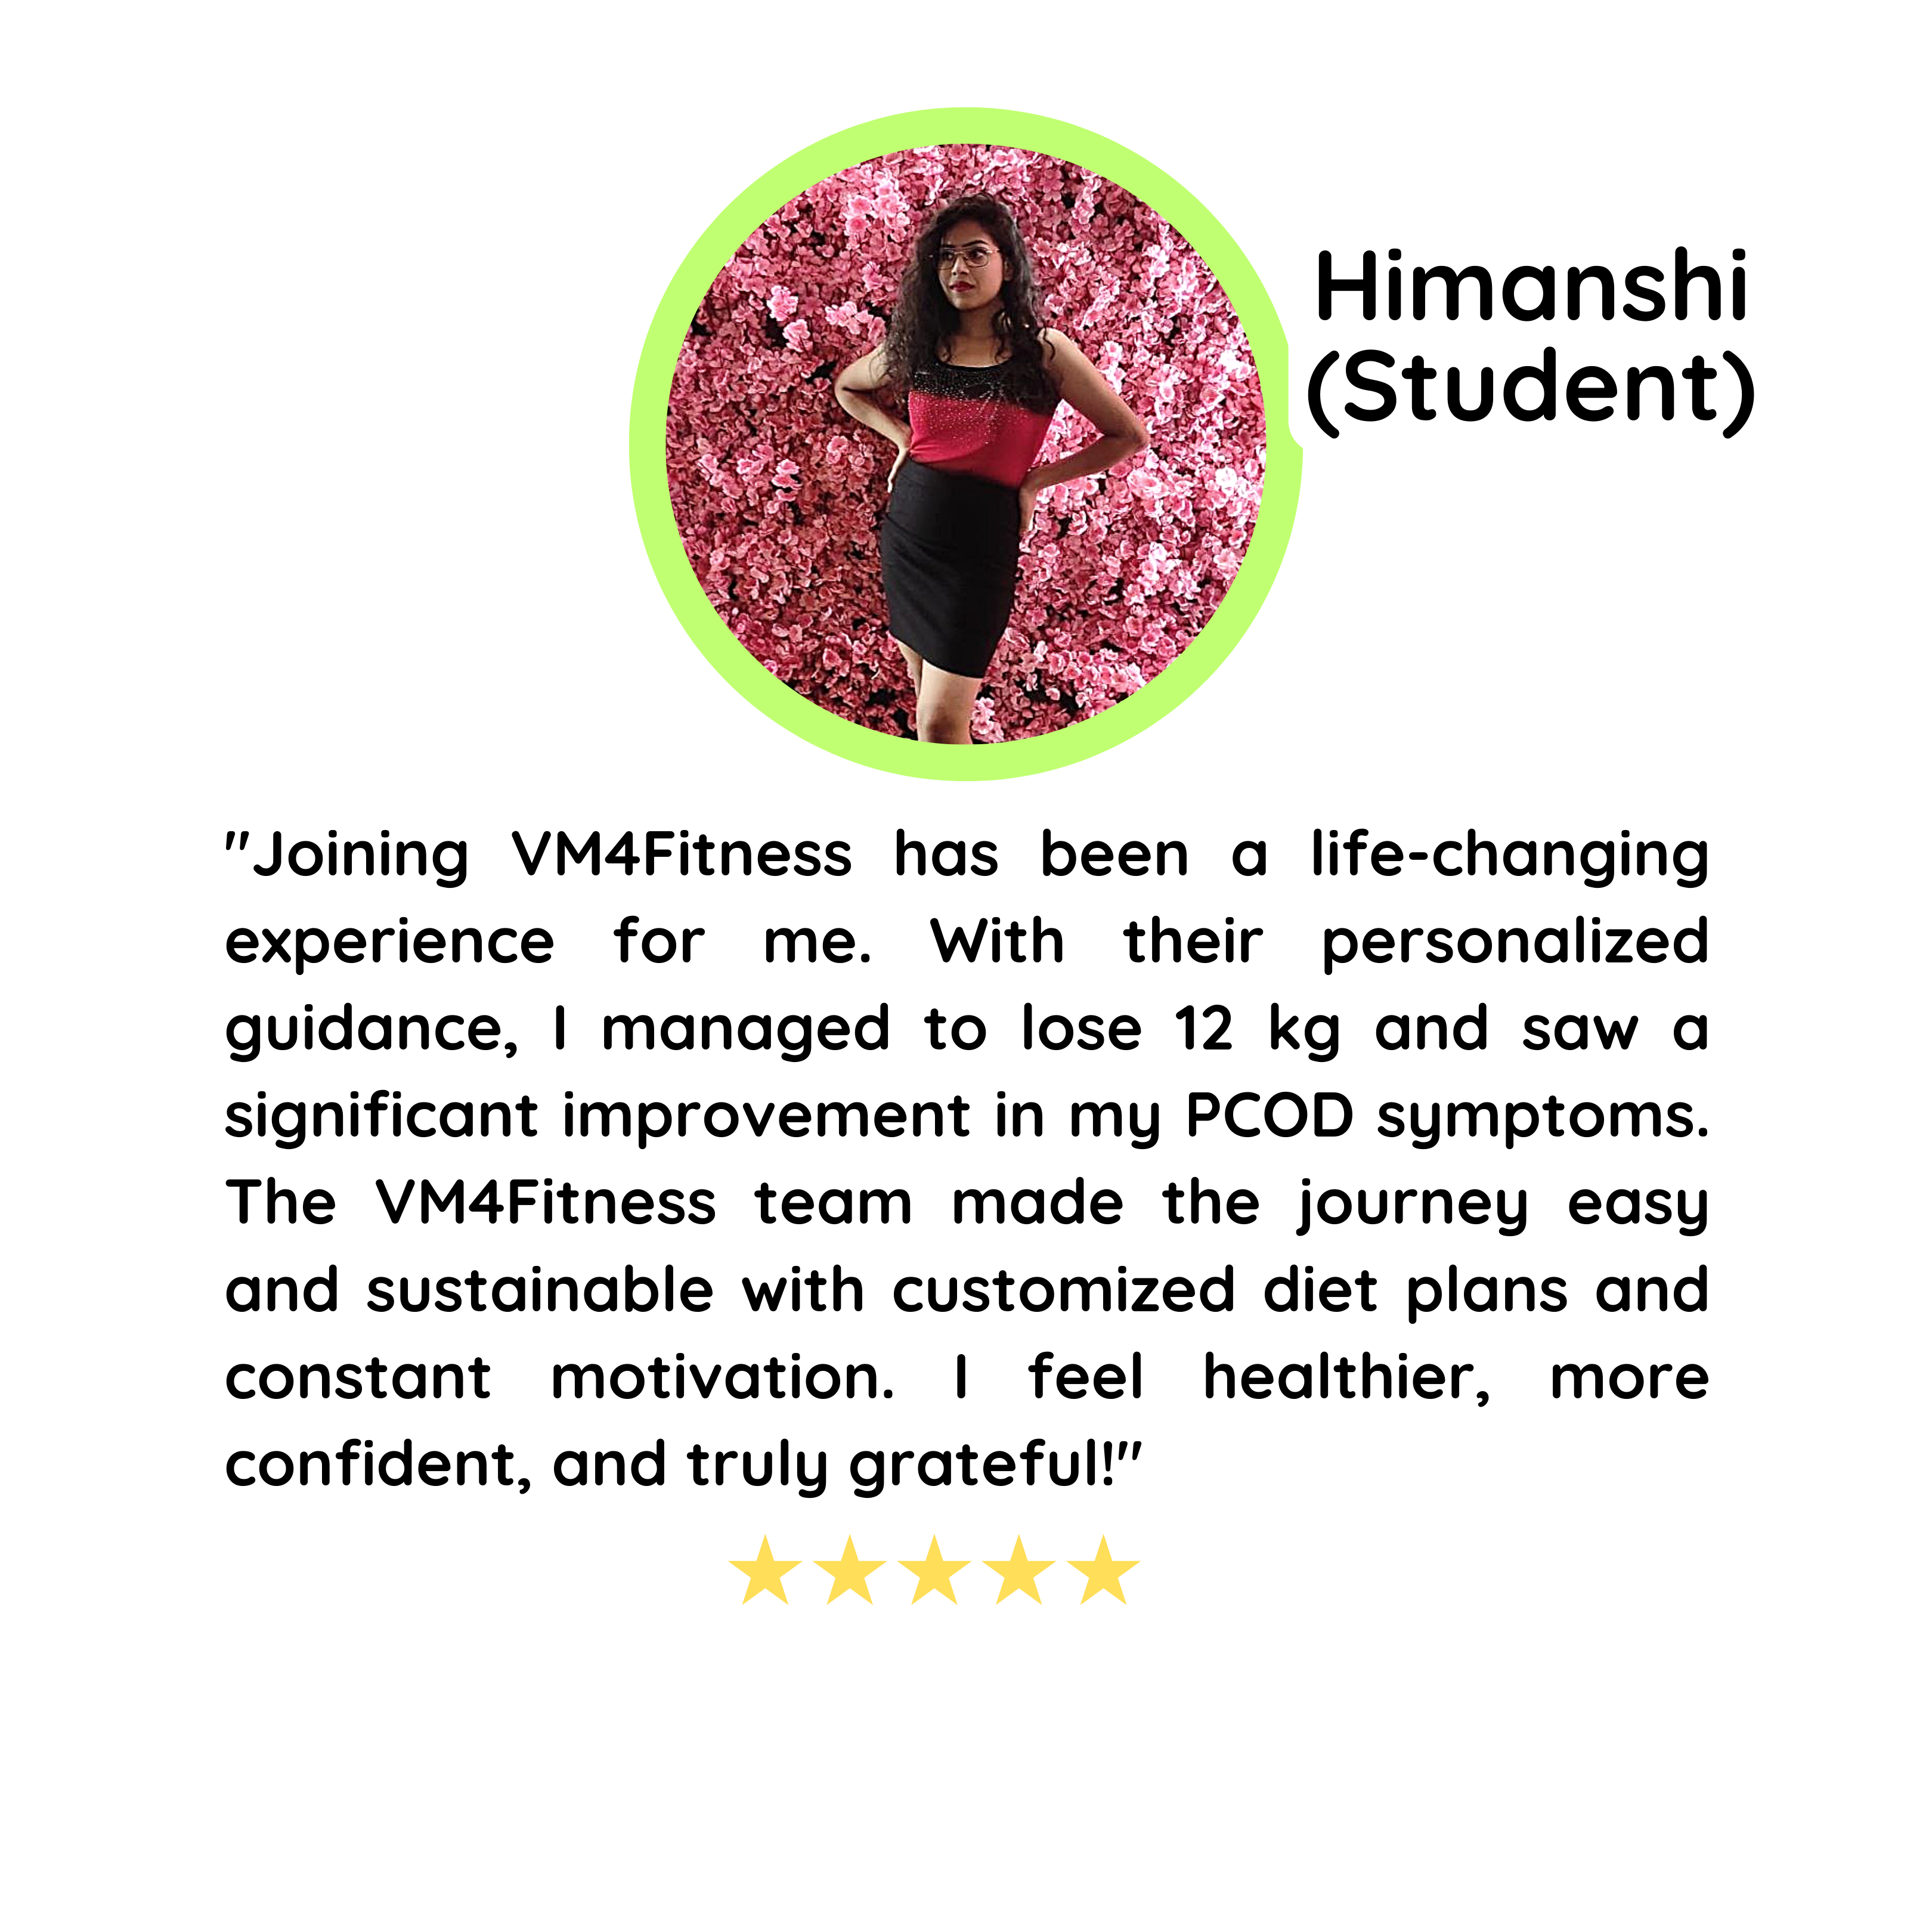 Himanshi
(Student)
"Joining VM4Fitness has been a life-changing
experience for me. With their personalized
guidance, I managed to lose 12 kg and saw a
significant improvement in my PCOD symptoms.
The VM4Fitness team made the journey easy
and sustainable with customized diet plans and
constant motivation. I feel healthier, more
confident, and truly grateful!"